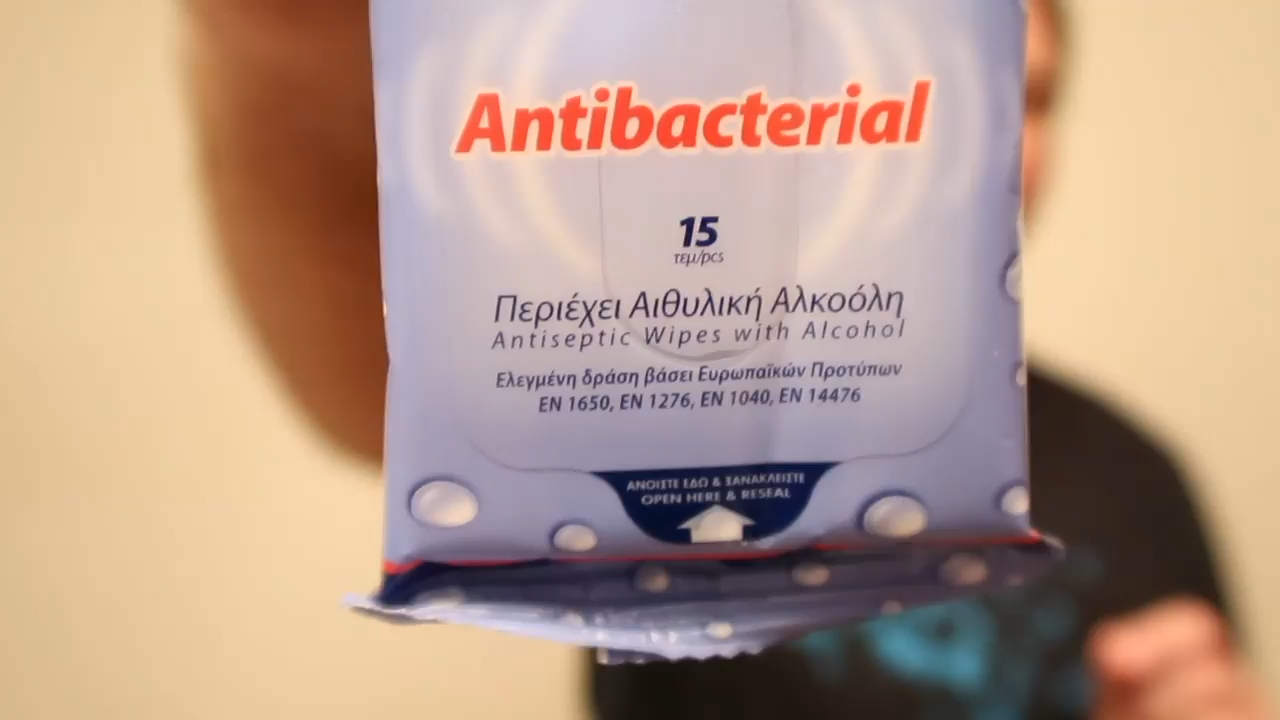 Antibacterial
15
τεμ/pcs
Περιέχει Αιθυλική Αλκοόλη
Antiseptic Wipes with Alcohol
Ελεγμένη δράση βάσει Ευρωπαϊκών Προτύπων
EN 1650, EN 1276, EN 1040, EN 14476
ΑΝΟΙΞΤΕ ΕΔΩ & ΞΑΝΑΚΛΕΙΣΤΕ
OPEN HERE & RESEAL